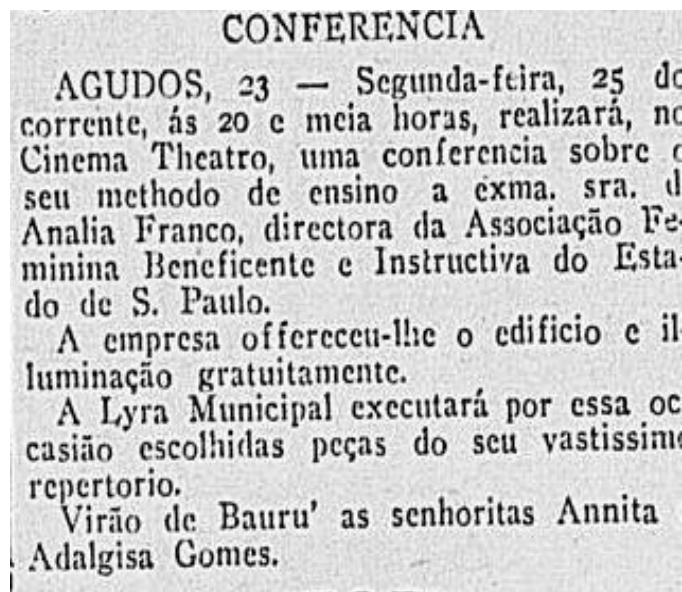 CONFERENCIA
AGUDOS, 23 — Segunda-feira, 25 do
corrente, ás 20 e meia horas, realizará, no
Cinema Theatro, uma conferencia sobre o
seu methodo de ensino a exma. sra. d
Analia Franco, directora da Associação Fe-
minina Beneficente e Instructiva do Esta-
do de S. Paulo.
A empresa offereceu-lhe o edificio e il-
luminação gratuitamente.
A Lyra Municipal executará por essa oc
casião escolhidas peças do seu vastissimo
repertorio.
Virão de Bauru' as senhoritas Annita
Adalgisa Gomes.